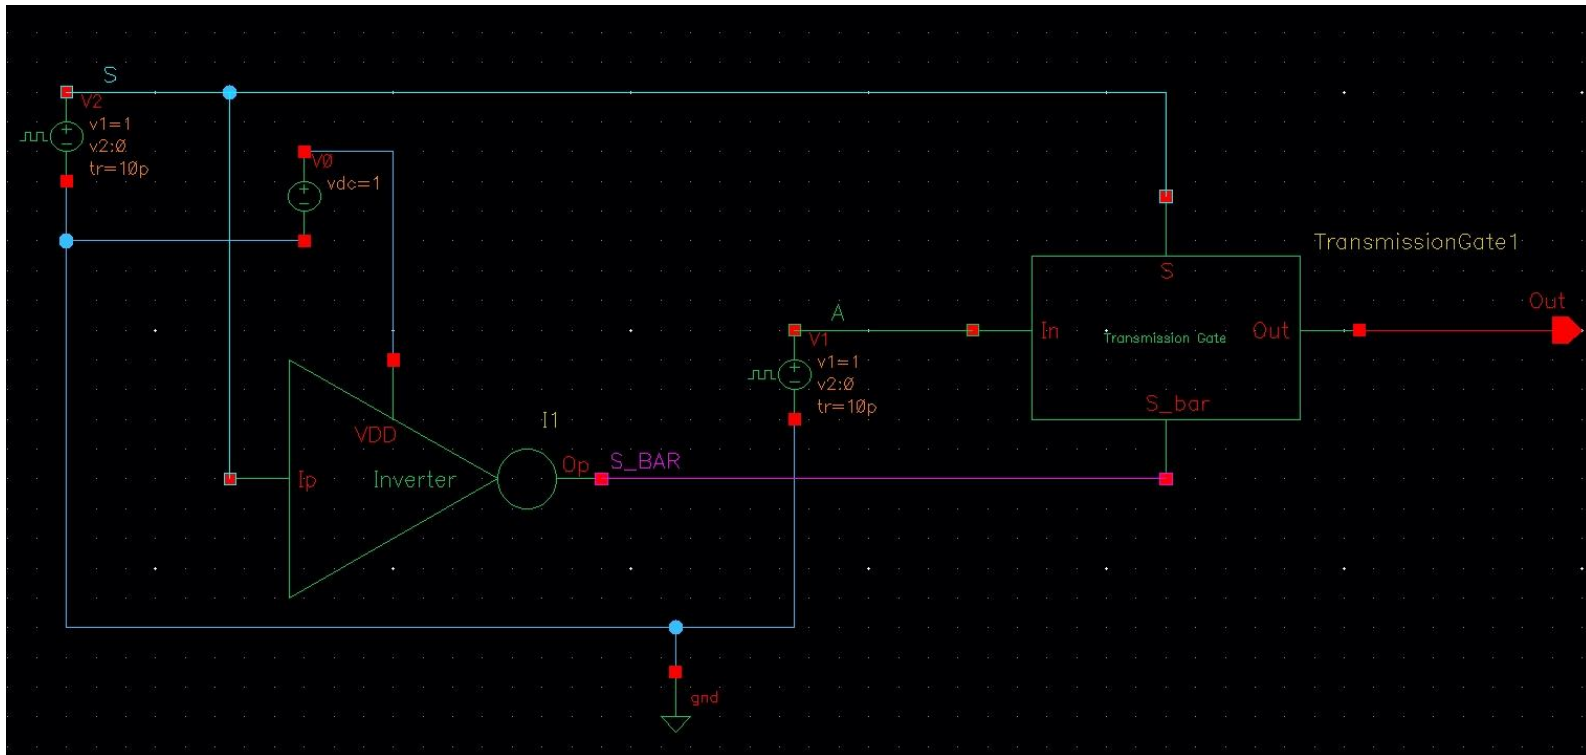 S
V2
v1=1
v2:0
tr=10p
V0
vdc=1
TransmissionGate1
S
A
Out
V1
In
Transmission Gate
Out
v1=1
v2:0
tr=10p
S_bar
I1
VDD
Op
S_BAR
Ip
Inverter
gnd